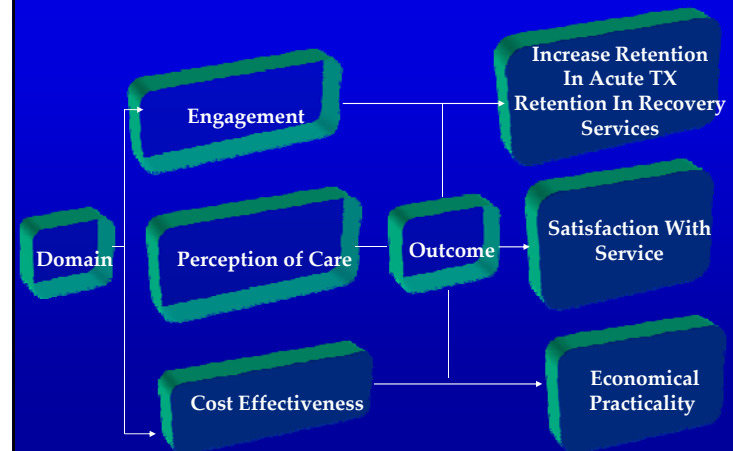 Engagement
Increase Retention
In Acute TX
Retention In Recovery
Services
Domain
Perception of Care
Outcome
Satisfaction With
Service
Cost Effectiveness
Economical
Practicality